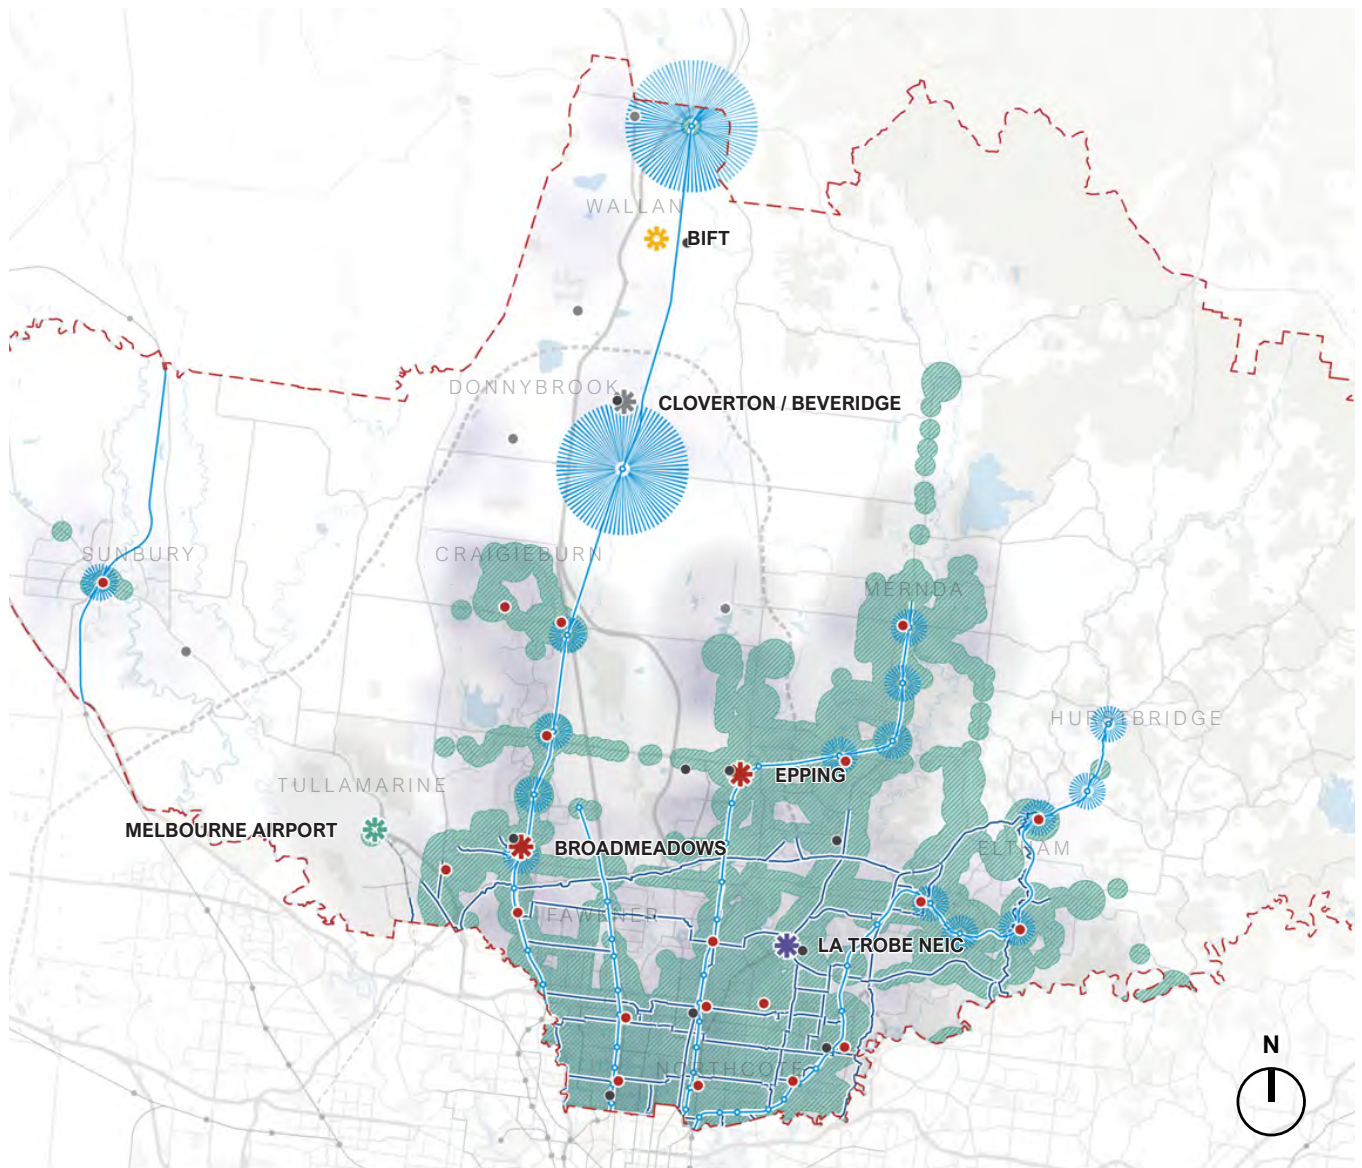 WALLAN
BIFT
DONNYBROOK
CLOVERTON / BEVERIDGE
SUNBURY
CRAIGIEBURN
MERNDA
HURSTBRIDGE
EPPING
TULLAMARINE
MELBOURNE AIRPORT
BROADMEADOWS
ELTHAM
FAWKNER
LA TROBE NEIC
NORTHCOTE
N